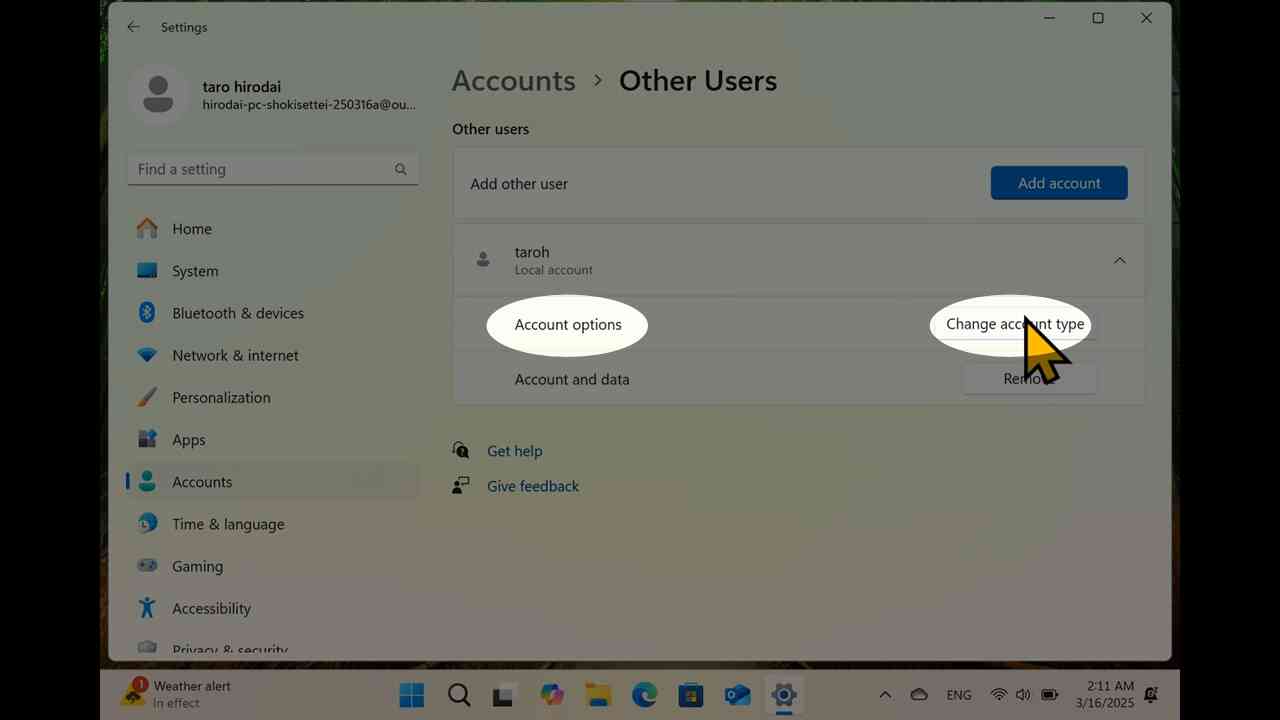 Settings
taro hirodai
hirodai-pc-shokisettei-250316a@ou...
Find a setting
Home
System
Bluetooth & devices
Network & internet
Personalization
Apps
Accounts
Time & language
Gaming
Accessibility
Privacy & security
Accounts > Other Users
Other users
Add other user
Add account
taroh
Local account
Account options
Change account type
Account and data
Remove
Get help
Give feedback
1
Weather alert
In effect
ENG
2:11 AM
3/16/2025